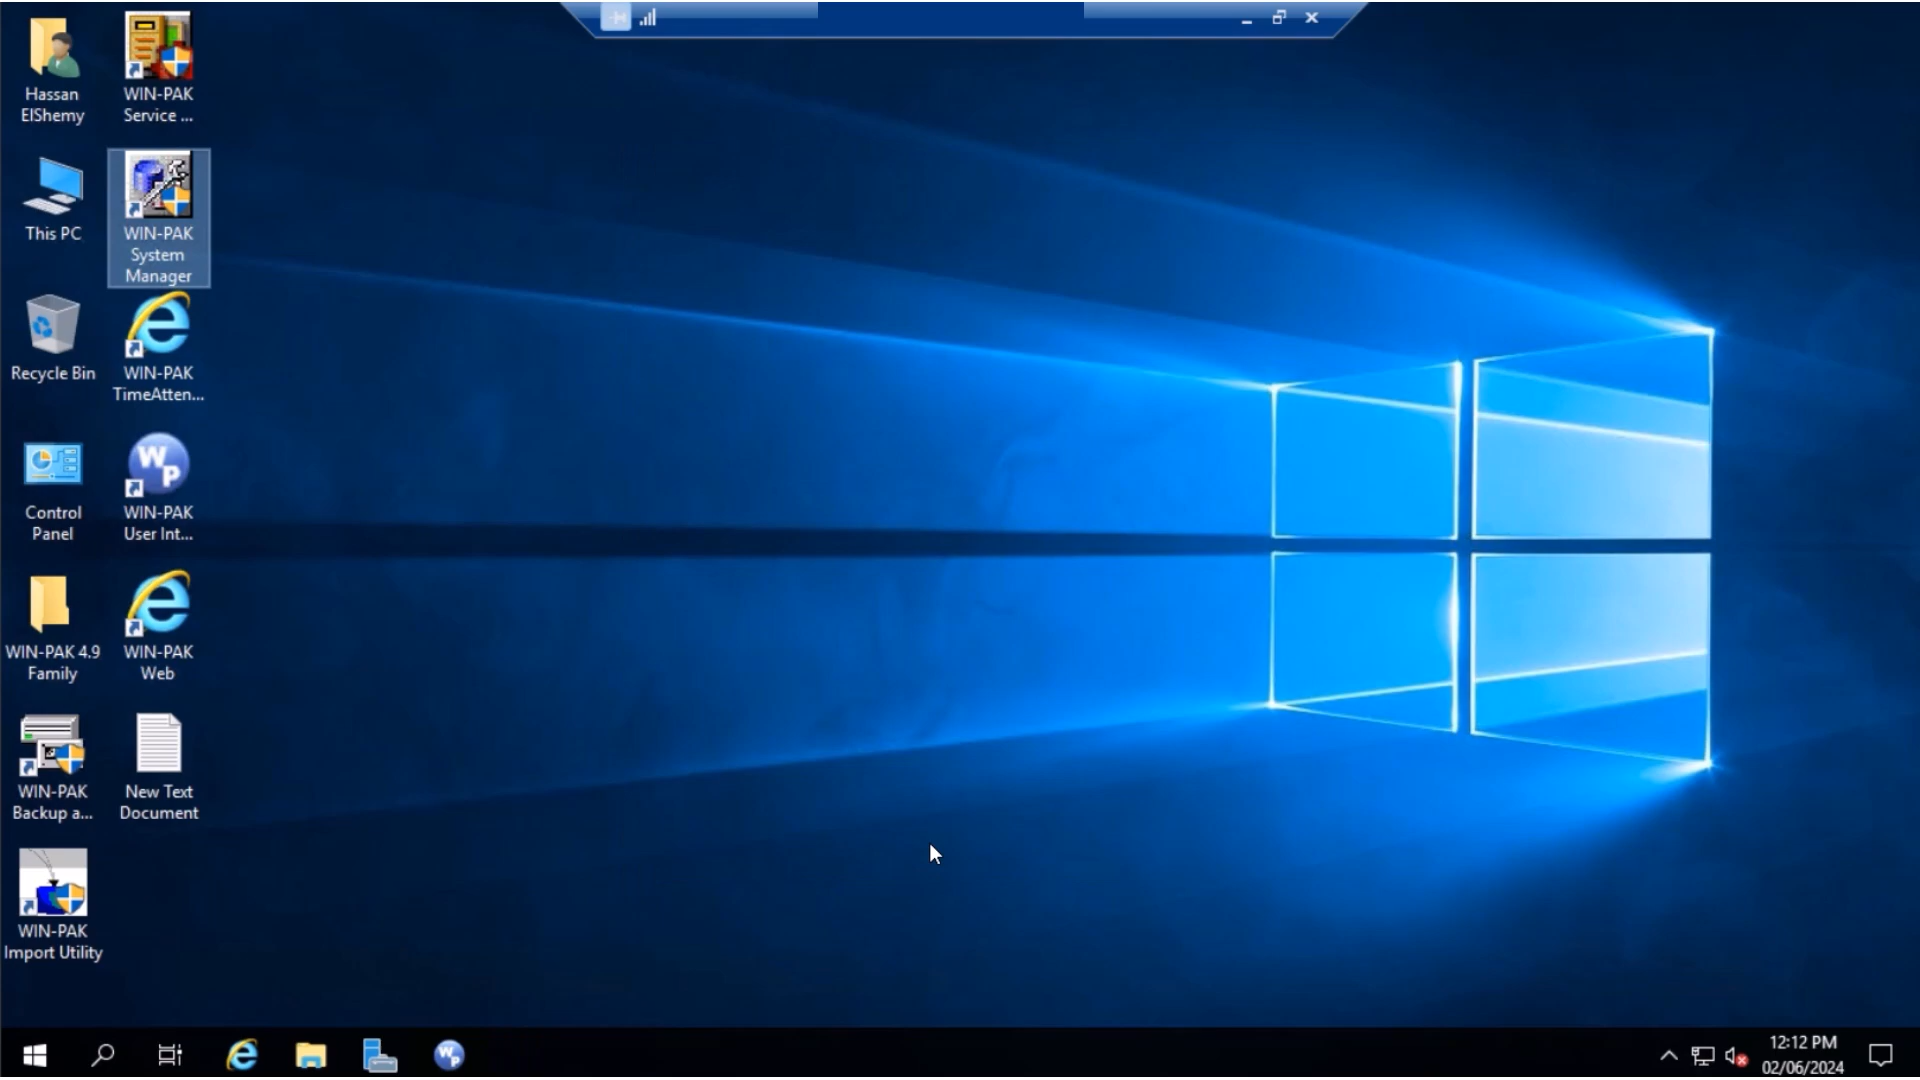 Hassan
ElShemy
WIN-PAK
Service ...
This PC
WIN-PAK
System
Manager
Recycle Bin
WIN-PAK
TimeAtten...
Control
Panel
WIN-PAK
User Int...
WIN-PAK 4.9
Family
WIN-PAK
Web
WIN-PAK
Backup a...
New Text
Document
WIN-PAK
Import Utility
12:12 PM
02/06/2024